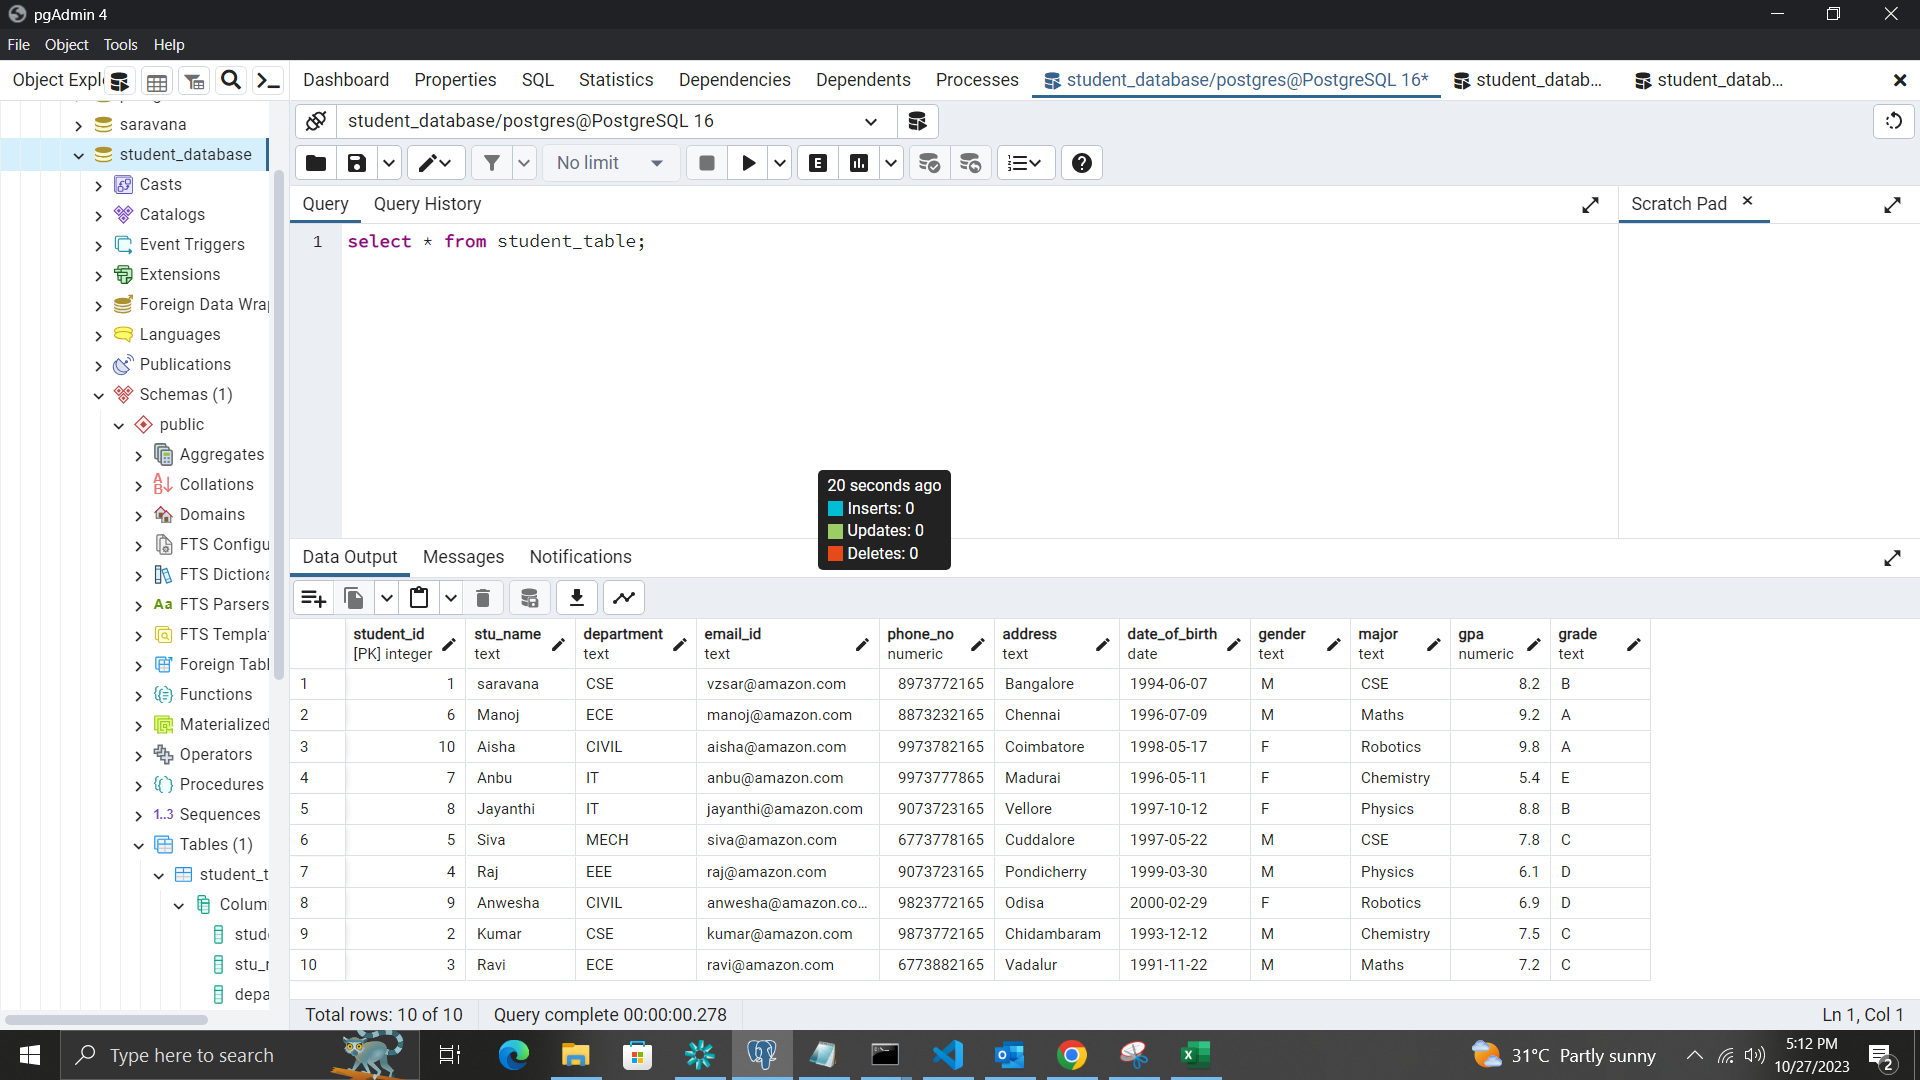 pgAdmin 4
File Object Tools Help
Object Expl
Dashboard Properties SQL Statistics Dependencies Dependents Processes student_database/postgres@PostgreSQL 16* student_datab... student_datab...
saravana
student_database
Casts
Catalogs
Event Triggers
Extensions
Foreign Data Wrap
Languages
Publications
Schemas (1)
public
Aggregates
Collations
Domains
FTS Configu
FTS Dictiona
FTS Parsers
FTS Templa
Foreign Tabl
Functions
Materialized
Operators
Procedures
1..3 Sequences
Tables (1)
student_t
Colum
stude
stu_n
depa
student_database/postgres@PostgreSQL 16
No limit
E
Query Query History
Scratch Pad
1 select * from student_table;
20 seconds ago
Inserts: 0
Updates: 0
Deletes: 0
Data Output Messages Notifications
student_id stu_name department email_id phone_no address date_of_birth gender major gpa grade
[PK] integer text text text numeric text date text text numeric text
1 1 saravana CSE vzsar@amazon.com 8973772165 Bangalore 1994-06-07 M CSE 8.2 B
2 6 Manoj ECE manoj@amazon.com 8873232165 Chennai 1996-07-09 M Maths 9.2 A
3 10 Aisha CIVIL aisha@amazon.com 9973782165 Coimbatore 1998-05-17 F Robotics 9.8 A
4 7 Anbu IT anbu@amazon.com 9973777865 Madurai 1996-05-11 F Chemistry 5.4 E
5 8 Jayanthi IT jayanthi@amazon.com 9073723165 Vellore 1997-10-12 F Physics 8.8 B
6 5 Siva MECH siva@amazon.com 6773778165 Cuddalore 1997-05-22 M CSE 7.8 C
7 4 Raj EEE raj@amazon.com 9073723165 Pondicherry 1999-03-30 M Physics 6.1 D
8 9 Anwesha CIVIL anwesha@amazon.co... 9823772165 Odisa 2000-02-29 F Robotics 6.9 D
9 2 Kumar CSE kumar@amazon.com 9873772165 Chidambaram 1993-12-12 M Chemistry 7.5 C
10 3 Ravi ECE ravi@amazon.com 6773882165 Vadalur 1991-11-22 M Maths 7.2 C
Total rows: 10 of 10 Query complete 00:00:00.278 Ln 1, Col 1
Type here to search
31°C Partly sunny
5:12 PM
10/27/2023
2